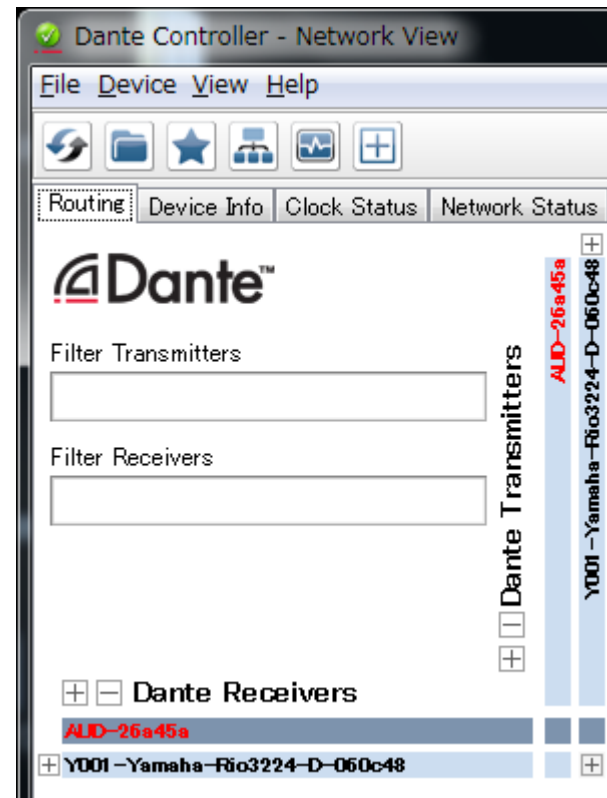 Dante Controller - Network View
File Device View Help
Routing Device Info Clock Status Network Status
Dante™
Filter Transmitters
Filter Receivers
Dante Transmitters
AUD-26a45a
Y001-Yamaha-Rio3224-D-060c48
Dante Receivers
AUD-26a45a
Y001-Yamaha-Rio3224-D-060c48